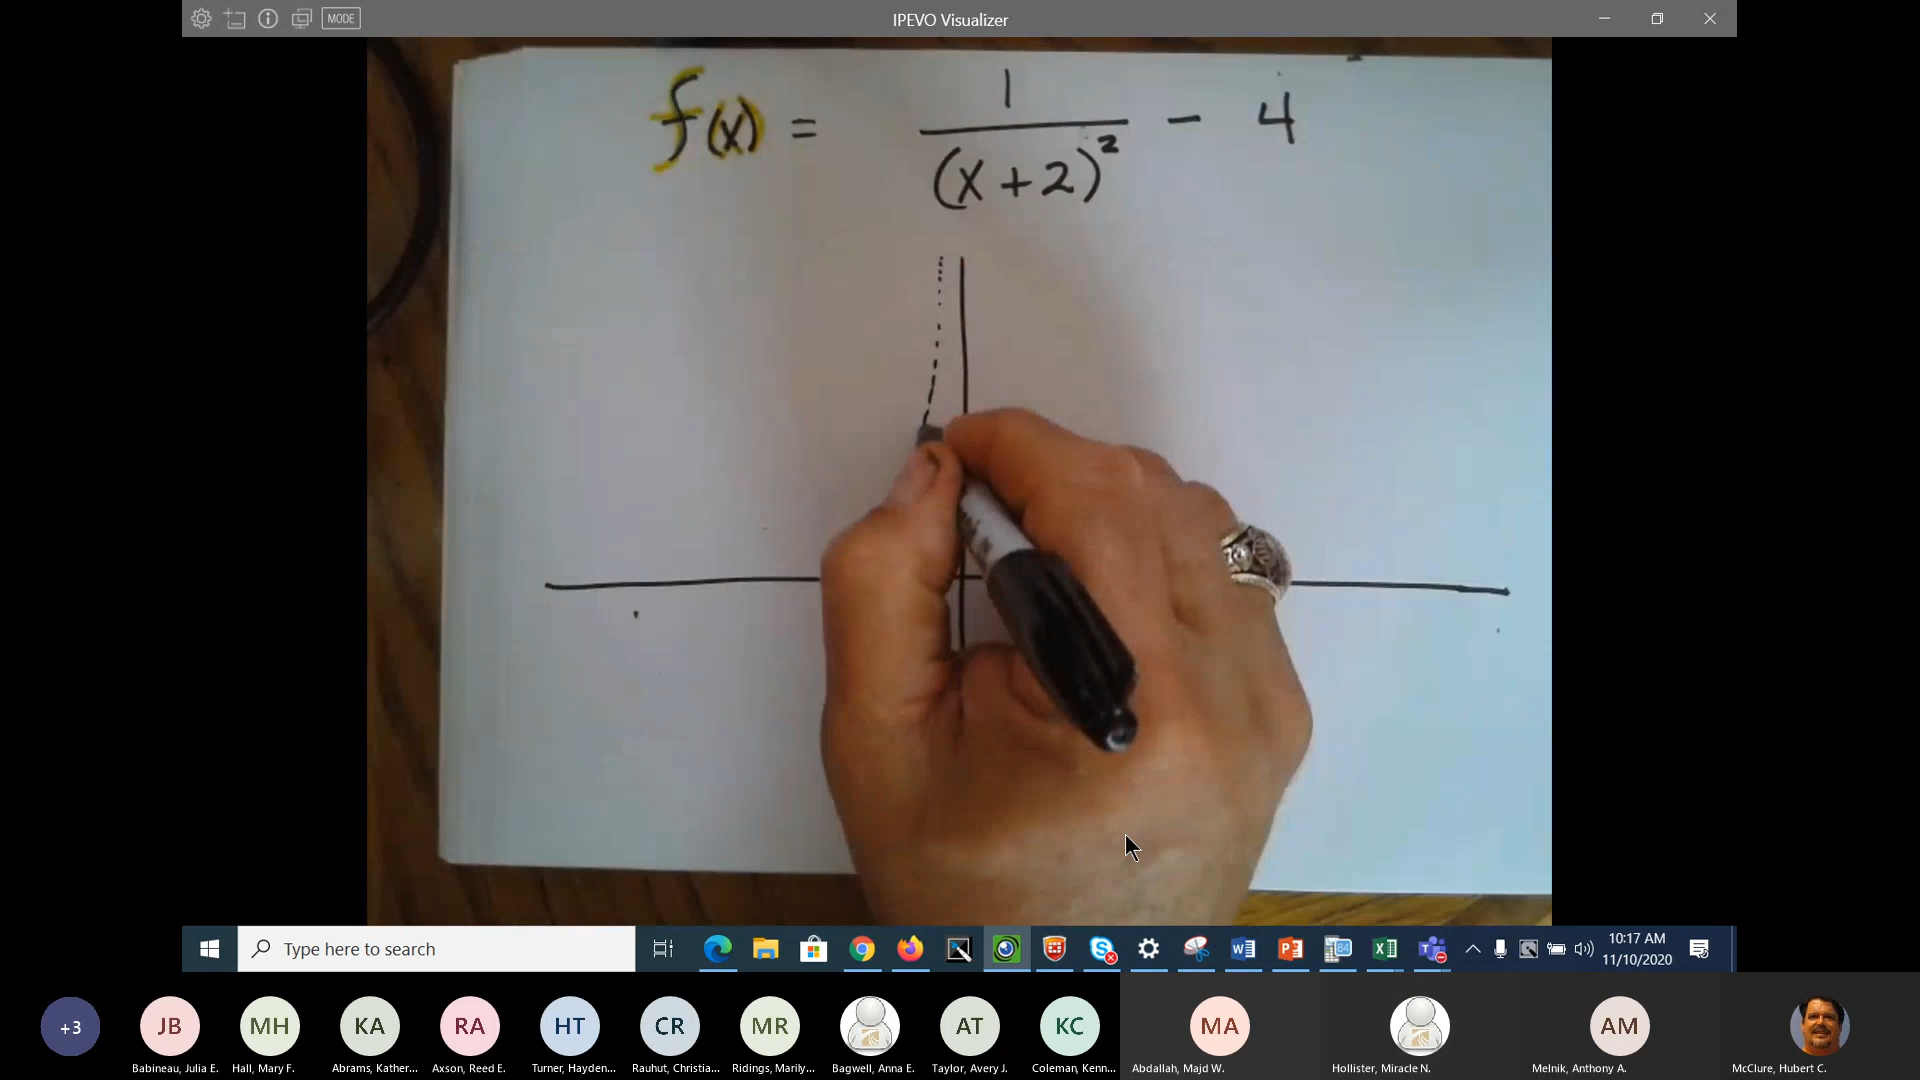 IPEVO Visualizer
MODE
f(x) = 1/(x+2)² - 4
Type here to search
10:17 AM
11/10/2020
+3
JB
MH
KA
RA
HT
CR
MR
AT
KC
MA
AM
Babineau, Julia E.
Hall, Mary F.
Abrams, Kather...
Axson, Reed E.
Turner, Hayden...
Rauhut, Christia...
Ridings, Marily...
Bagwell, Anna E.
Taylor, Avery J.
Coleman, Kenn...
Abdallah, Majd W.
Hollister, Miracle N.
Melnik, Anthony A.
McClure, Hubert C.